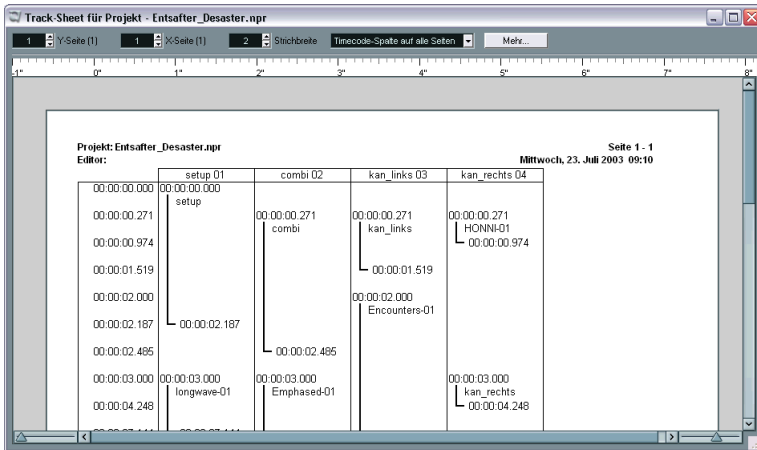 Track-Sheet für Projekt - Entsafter_Desaster.npr
1 Y-Seite (1) 1 X-Seite (1) 2 Strichbreite Timecode-Spalte auf alle Seiten Mehr...
-1" 0" 1" 2" 3" 4" 5" 6" 7" 8"
Projekt: Entsafter_Desaster.npr Seite 1 - 1
Editor: Mittwoch, 23. Juli 2003 09:10
setup 01 combi 02 kan_links 03 kan_rechts 04
00:00:00.000 00:00:00.000
setup
00:00:00.271 00:00:00.271 00:00:00.271 00:00:00.271
combi kan_links HONNI-01
00:00:00.974 00:00:00.974
00:00:01.519 00:00:01.519
00:00:02.000 00:00:02.000
Encounters-01
00:00:02.187 00:00:02.187
00:00:02.485 00:00:02.485
00:00:03.000 00:00:03.000 00:00:03.000 00:00:03.000
longwave-01 Emphased-01 kan_rechts
00:00:04.248 00:00:04.248